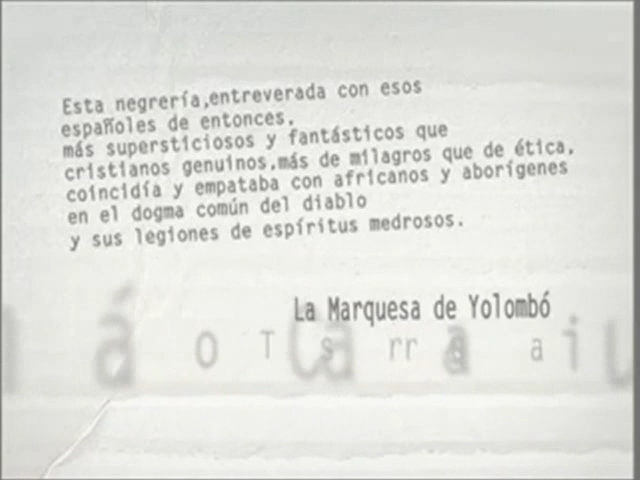 Esta negrería,entreverada con esos
españoles de entonces,
más supersticiosos y fantásticos que
cristianos genuinos,más de milagros que de ética,
coincidía y empataba con africanos y aborígenes
en el dogma común del diablo
y sus legiones de espíritus medrosos.
La Marquesa de Yolombó